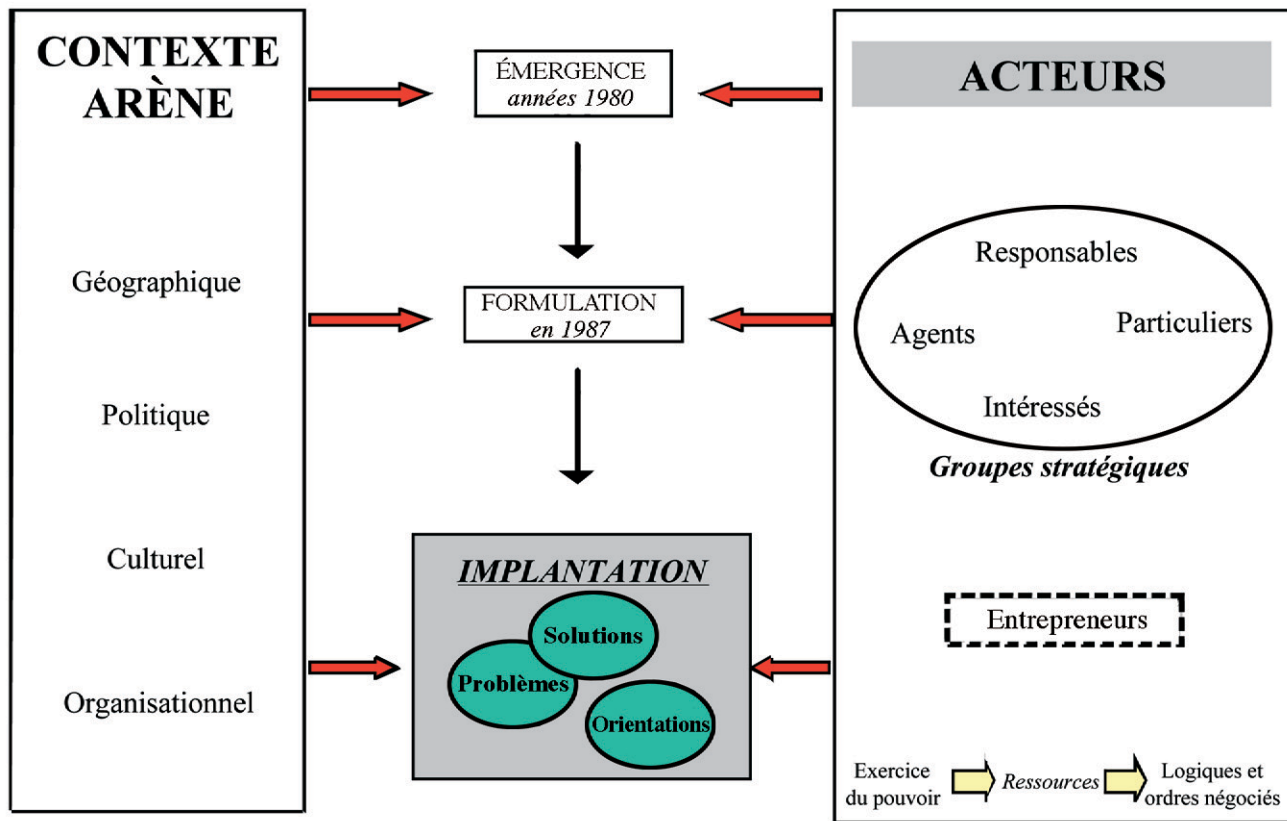 CONTEXTE
ARÈNE
Géographique
Politique
Culturel
Organisationnel
ÉMERGENCE
années 1980
FORMULATION
en 1987
IMPLANTATION
Solutions
Problèmes
Orientations
ACTEURS
Responsables
Particuliers
Agents
Intéressés
Groupes stratégiques
Entrepreneurs
Exercice
du pouvoir
Ressources
Logiques et
ordres négociés